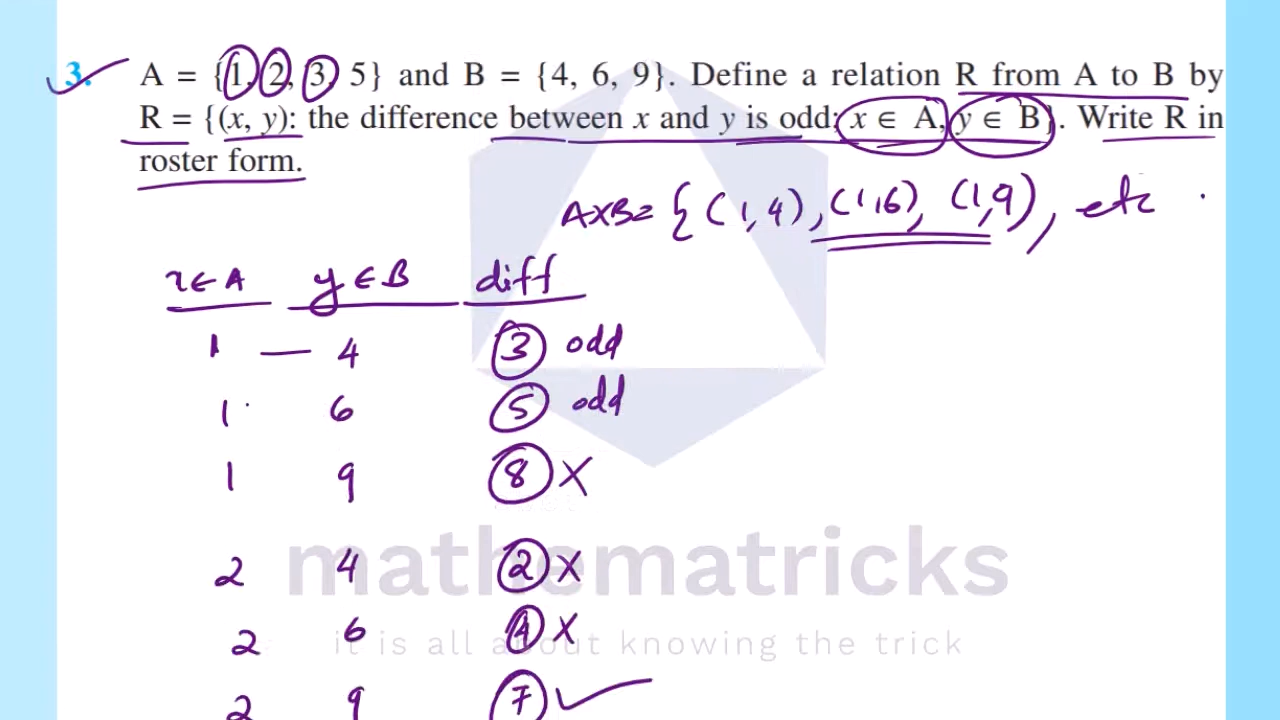 3. A = {1, 2, 3, 5} and B = {4, 6, 9}. Define a relation R from A to B by
R = {(x, y): the difference between x and y is odd; x ∈ A, y ∈ B}. Write R in
roster form.
A×B = {(1,4), (1,6), (1,9), etc
x∈A y∈B diff
1 — 4 3 odd
1 6 5 odd
1 9 8 X
mathematricks
2 4 2 X
2 6 4 X
it is all about knowing the trick
2 9 7 ✓